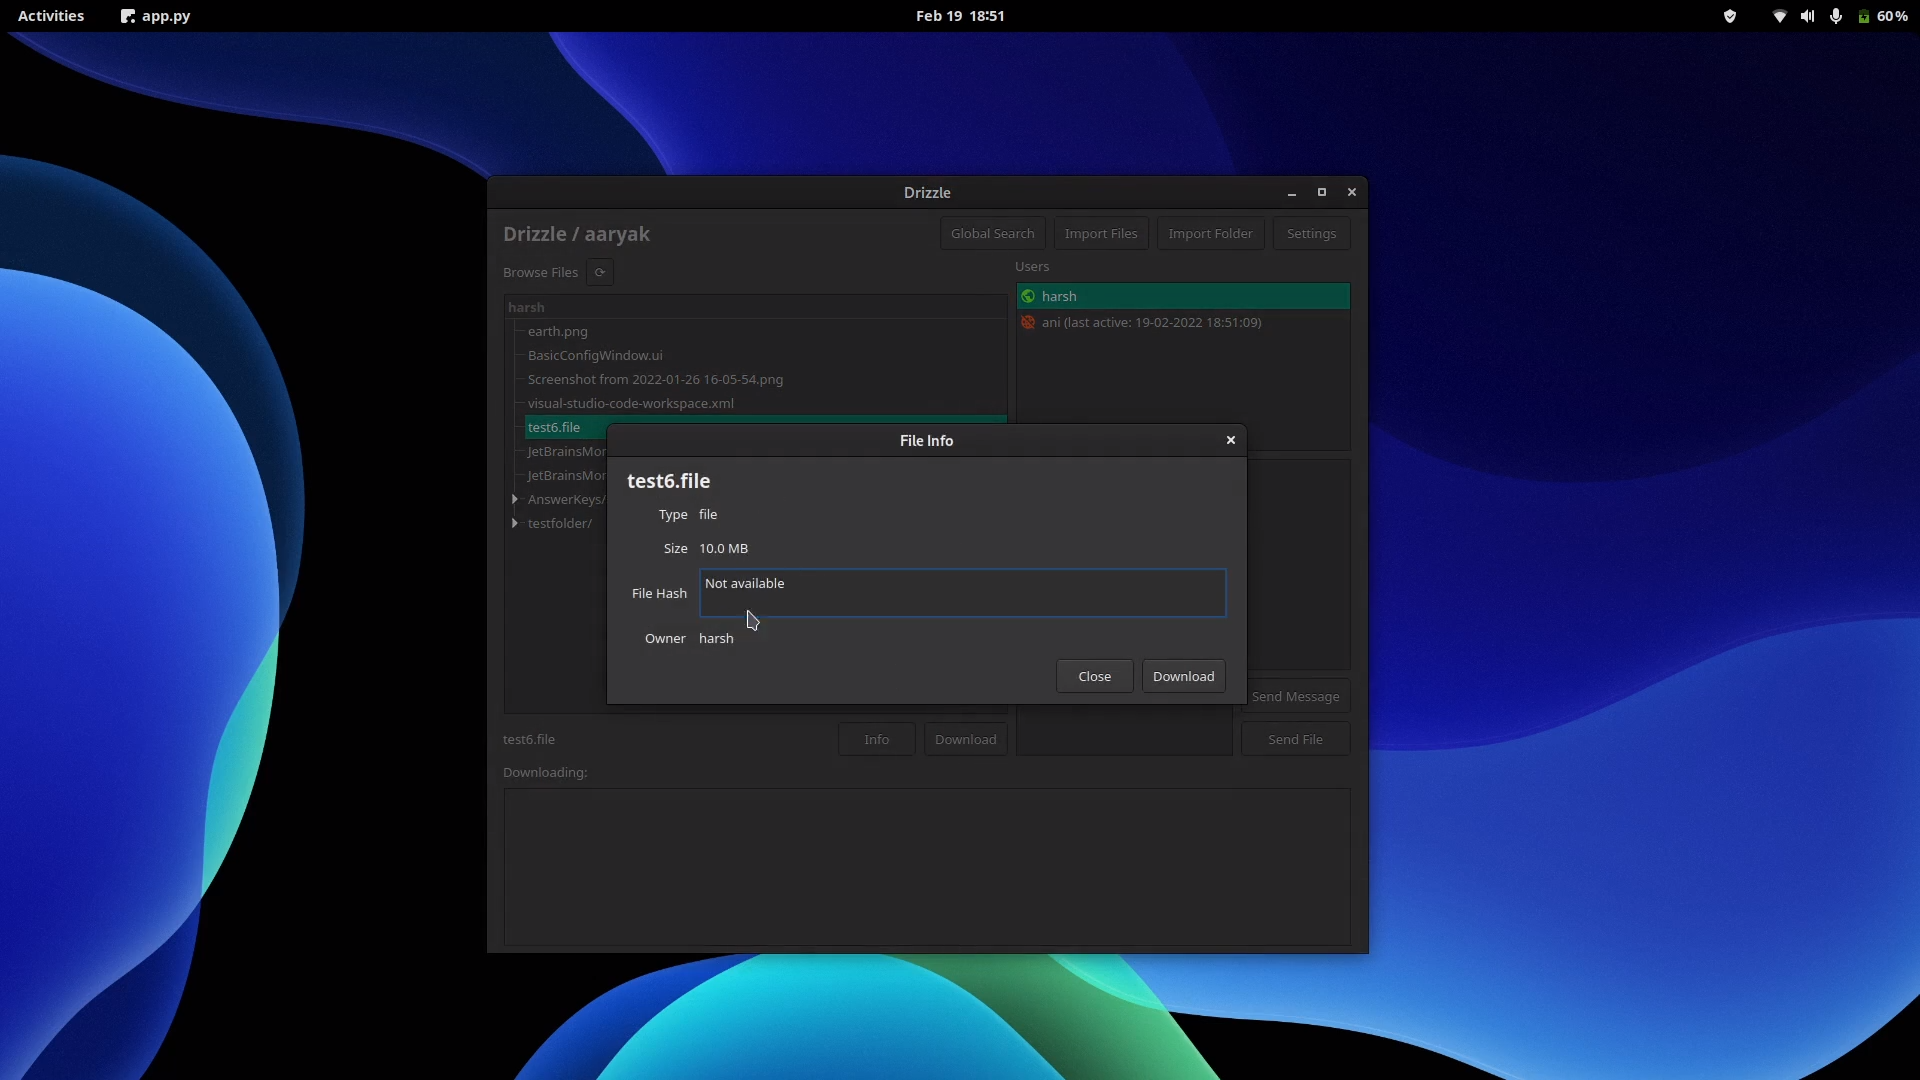 Activities app.py Feb 19 18:51 60%
Drizzle
Drizzle / aaryak Global Search Import Files Import Folder Settings
Browse Files
Users
harsh
earth.png
BasicConfigWindow.ui
Screenshot from 2022-01-26 16-05-54.png
visual-studio-code-workspace.xml
test6.file
JetBrainsMor
JetBrainsMor
AnswerKeys/
testfolder/
harsh
ani (last active: 19-02-2022 18:51:09)
File Info
test6.file
Type file
Size 10.0 MB
File Hash Not available
Owner harsh
Close Download
Send Message
test6.file Info Download Send File
Downloading: